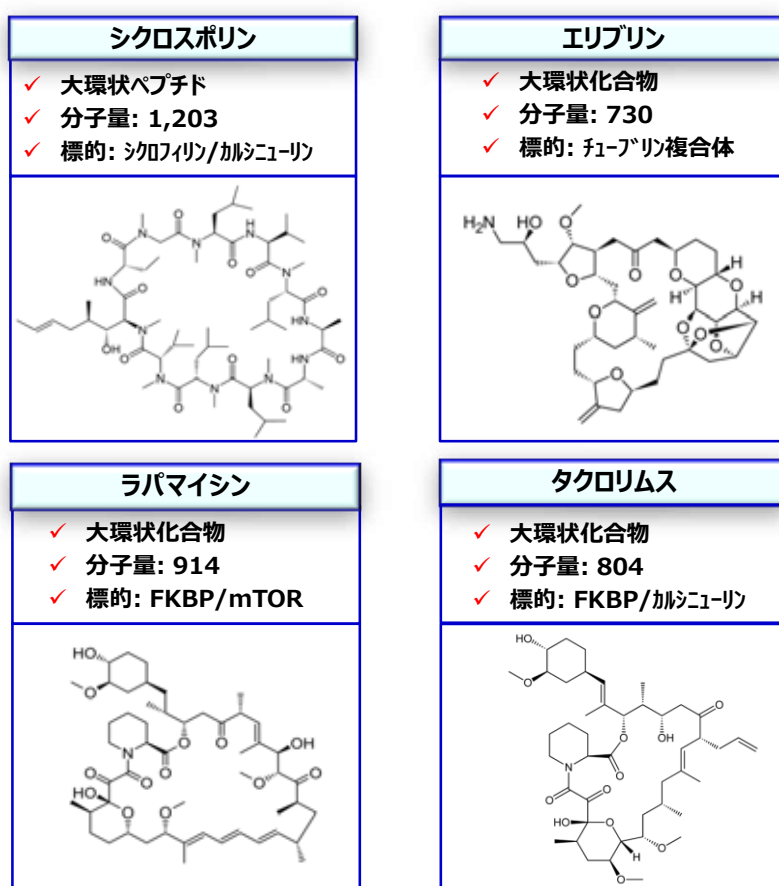 シクロスポリン
✓ 大環状ペプチド
✓ 分子量: 1,203
✓ 標的: ｼｸﾛﾌｨﾘﾝ/ｶﾙｼﾆｭｰﾘﾝ
エリブリン
✓ 大環状化合物
✓ 分子量: 730
✓ 標的: ﾁｭｰﾌﾞﾘﾝ複合体
ラパマイシン
✓ 大環状化合物
✓ 分子量: 914
✓ 標的: FKBP/mTOR
タクロリムス
✓ 大環状化合物
✓ 分子量: 804
✓ 標的: FKBP/ｶﾙｼﾆｭｰﾘﾝ